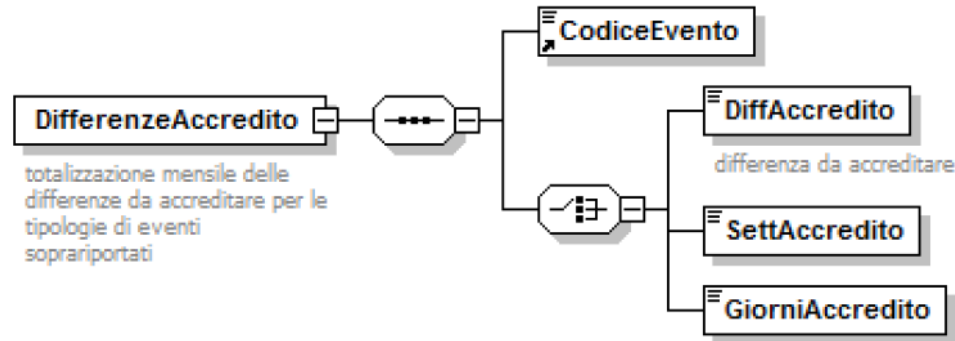 CodiceEvento
DifferenzeAccredito
totalizzazione mensile delle
differenze da accreditare per le
tipologie di eventi
soprariportati
DiffAccredito
differenza da accreditare
SettAccredito
GiorniAccredito